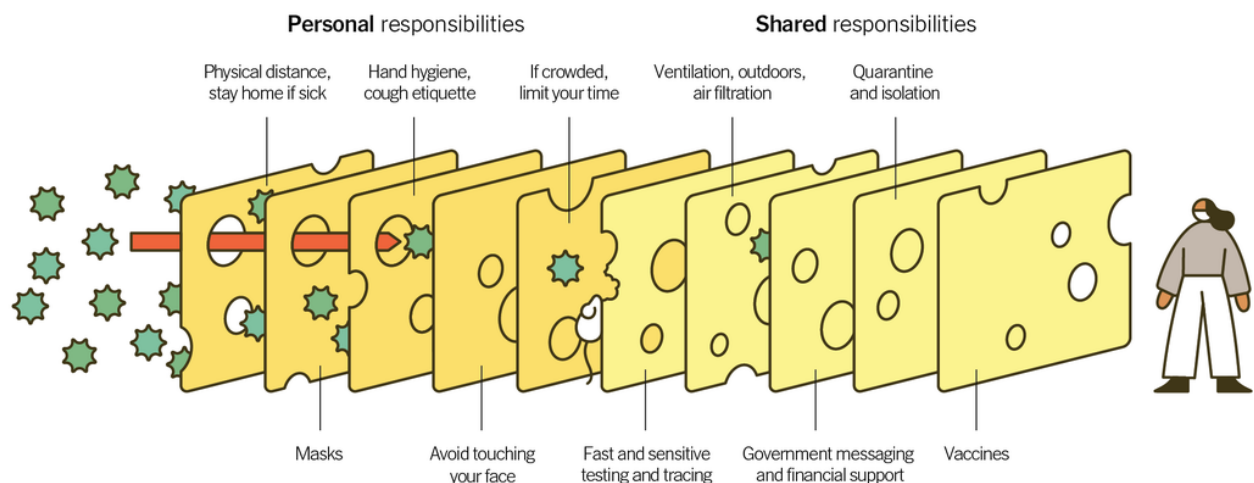 Personal responsibilities
Shared responsibilities
Physical distance,
stay home if sick
Hand hygiene,
cough etiquette
If crowded,
limit your time
Ventilation, outdoors,
air filtration
Quarantine
and isolation
Masks
Avoid touching
your face
Fast and sensitive
testing and tracing
Government messaging
and financial support
Vaccines